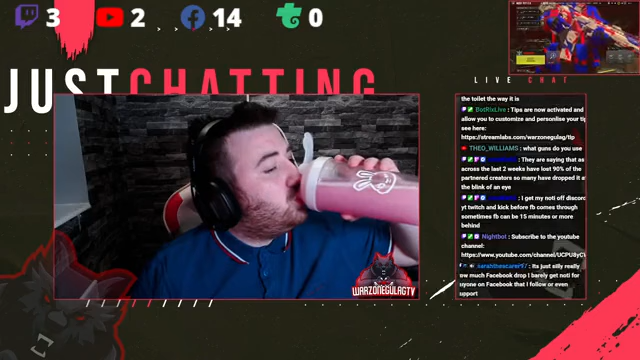 3 2 14 0
JUST CHATTING
LIVE CHAT
the toilet the way it is
BotRixLive : Tips are now activated and
allow you to customize and personlise your tip
see here:
https://streamlabs.com/warzonegulag/tip
THEO_WILLIAMS : what guns do you use
: They are saying that as
across the last 2 weeks have lost 90% of the
partnered creators so many have dropped it at
the blink of an eye
: I get my noti off discord
yt twitch and kick before fb comes through
sometimes fb can be 15 minutes or more
behind
Nightbot : Subscribe to the youtube
channel:
https://www.youtube.com/channel/UCPU8yG
sarahthescurer97 : Its just silly really
ew much Facebook drop I barely get noti for
nyone on Facebook that I follow or even
support
WARZONEGULAGTV